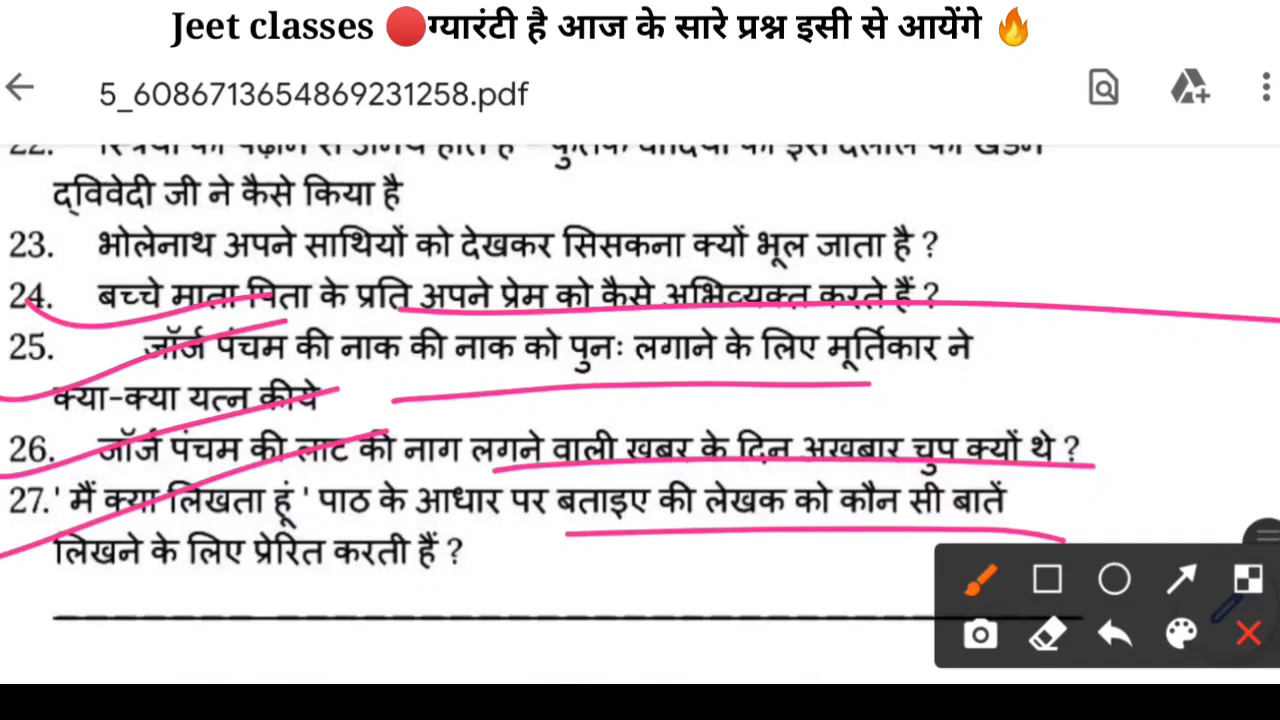 Jeet classes 🔴ग्यारंटी है आज के सारे प्रश्न इसी से आयेंगे 🔥
5_6086713654869231258.pdf
22.
द्विवेदी जी ने कैसे किया है
23. भोलेनाथ अपने साथियों को देखकर सिसकना क्यों भूल जाता है ?
24. बच्चे माता पिता के प्रति अपने प्रेम को कैसे अभिव्यक्त करते हैं ?
25. जॉर्ज पंचम की नाक की नाक को पुनः लगाने के लिए मूर्तिकार ने
क्या-क्या यत्न कीये
26. जॉर्ज पंचम की लाट की नाग लगने वाली खबर के दिन अखबार चुप क्यों थे ?
27.' मैं क्या लिखता हूं ' पाठ के आधार पर बताइए की लेखक को कौन सी बातें
लिखने के लिए प्रेरित करती हैं ?